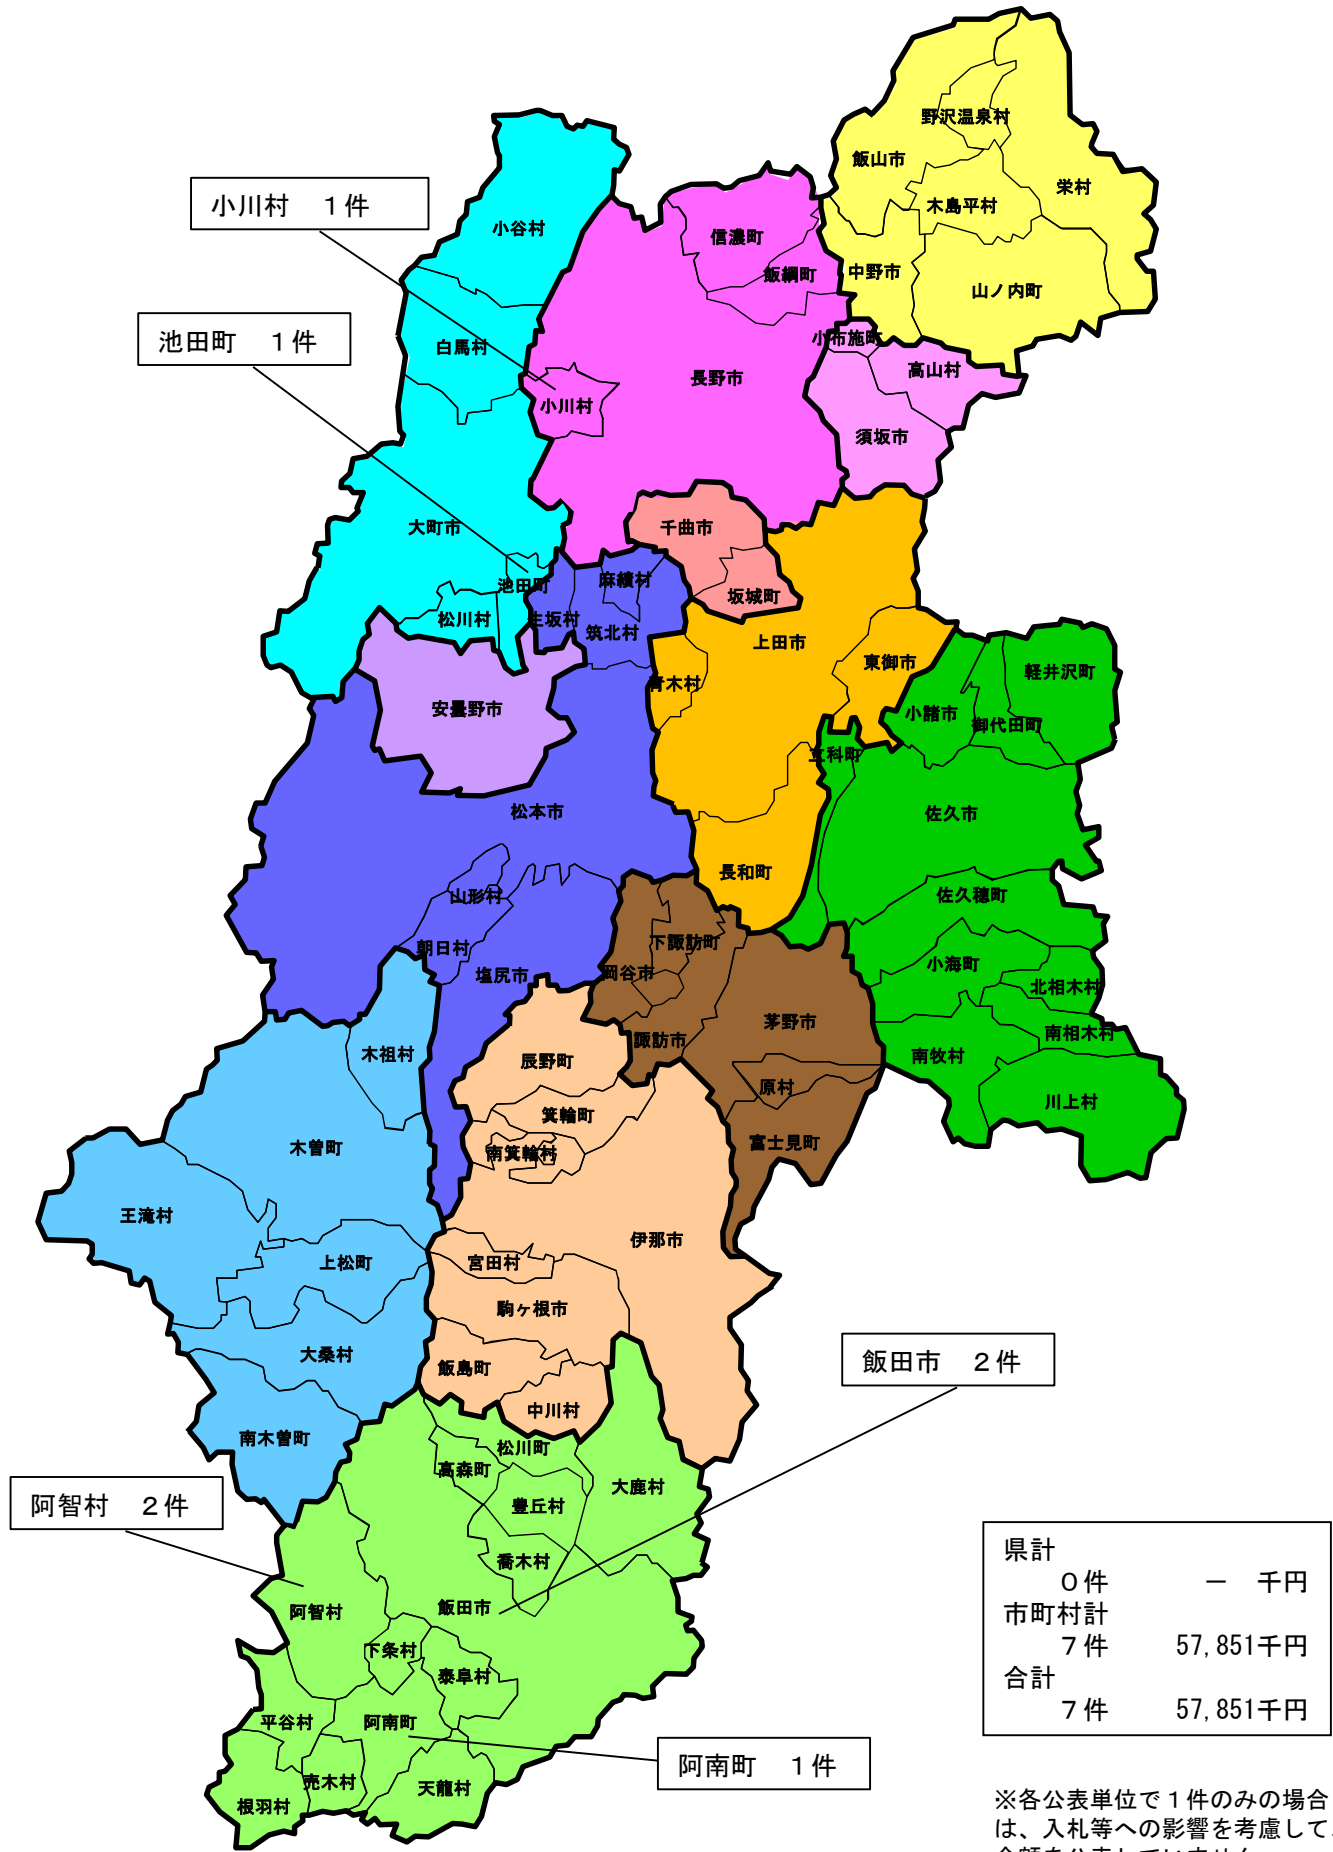 野沢温泉村
飯山市
栄村
木島平村
小川村　１件
小谷村
信濃町
飯綱町
中野市
山ノ内町
池田町　１件
白馬村
小布施町
高山村
長野市
小川村
須坂市
大町市
千曲市
池田町
麻績村
坂城町
松川村
生坂村
筑北村
上田市
東御市
軽井沢町
青木村
安曇野市
小諸市
御代田町
立科町
松本市
佐久市
長和町
山形村
佐久穂町
朝日村
下諏訪町
塩尻市
岡谷市
小海町
北相木村
茅野市
南相木村
諏訪市
木祖村
辰野町
南牧村
原村
川上村
箕輪町
富士見町
木曽町
南箕輪村
王滝村
伊那市
上松町
宮田村
駒ヶ根市
大桑村
飯島町
飯田市　２件
中川村
南木曽町
松川町
高森町
大鹿村
阿智村　２件
豊丘村
喬木村
阿智村
飯田市
下条村
泰阜村
平谷村
阿南町
阿南町　１件
売木村
天龍村
根羽村
県計
０件　－　千円
市町村計
７件　57,851千円
合計
７件　57,851千円
※各公表単位で１件のみの場合
は、入札等への影響を考慮して、